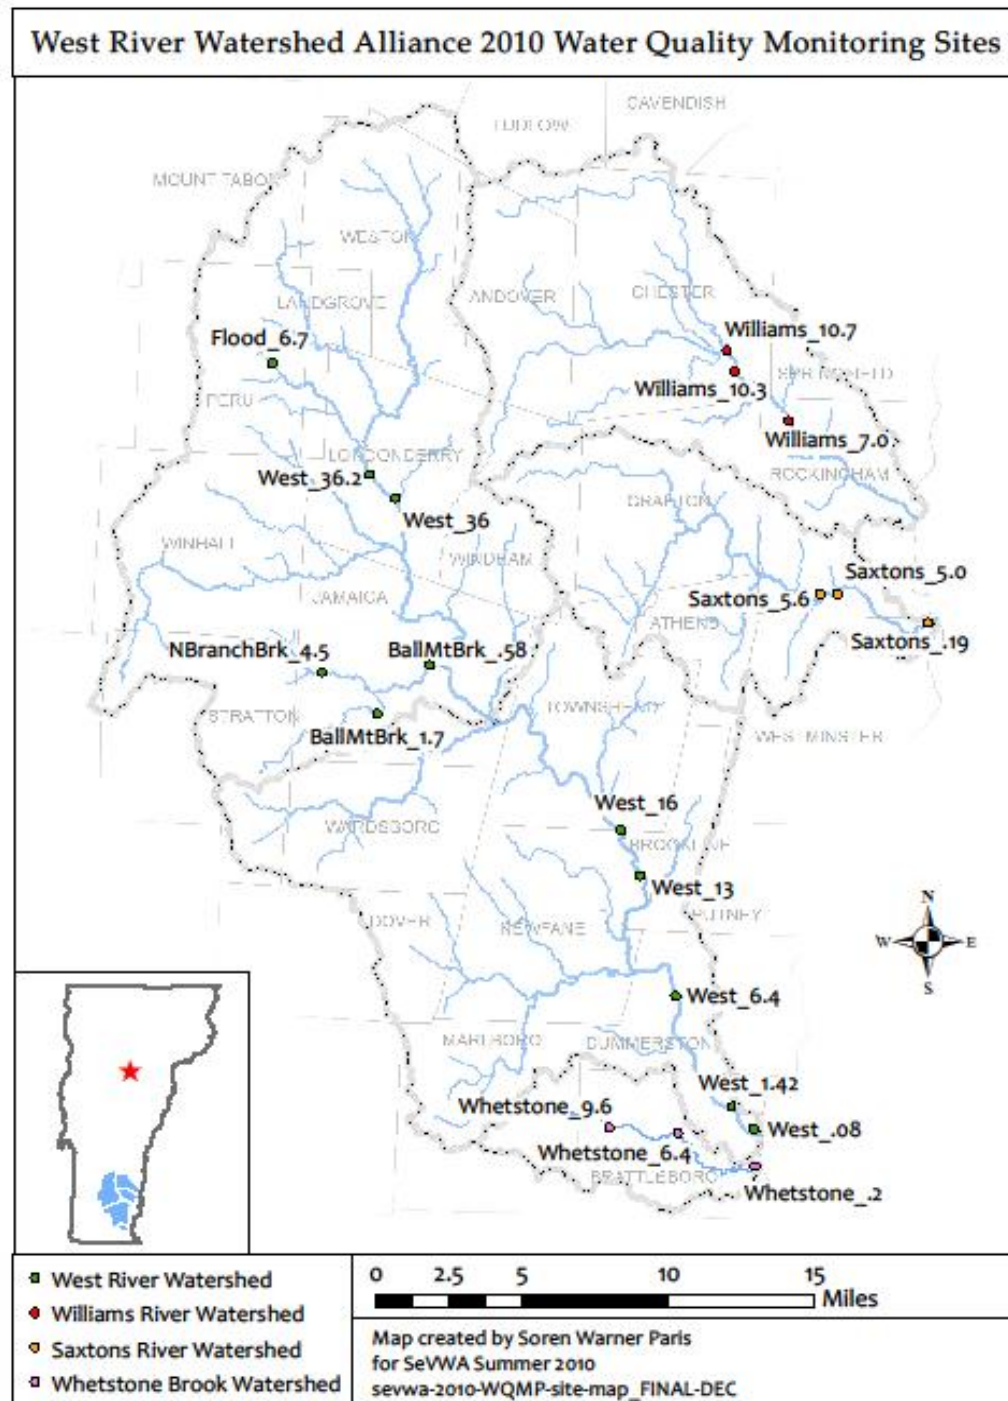 West River Watershed Alliance 2010 Water Quality Monitoring Sites
CAVENDISH
LUDLOW
MOUNT TABOR
WESTON
LANDGROVE
ANDOVER
CHESTER
Flood_6.7
Williams_10.7
SPRINGFIELD
Williams_10.3
PERU
Williams_7.0
LONDONDERRY
West_36.2
ROCKINGHAM
GRAFTON
West_36
WINHALL
WINDHAM
Saxtons_5.0
JAMAICA
Saxtons_5.6
ATHENS
Saxtons_.19
NBranchBrk_4.5
BallMtBrk_.58
STRATTON
TOWNSHEND
BallMtBrk_1.7
WESTMINSTER
West_16
WARDSBORO
BROOKLINE
West_13
DOVER
NEWFANE
PUTNEY
N
W
E
S
West_6.4
MARLBORO
DUMMERSTON
West_1.42
Whetstone_9.6
West_.08
Whetstone_6.4
BRATTLEBORO
Whetstone_.2
West River Watershed
Williams River Watershed
Saxtons River Watershed
Whetstone Brook Watershed
0 2.5 5 10 15
Miles
Map created by Soren Warner Paris
for SeVWA Summer 2010
sevwa-2010-WQMP-site-map_FINAL-DEC